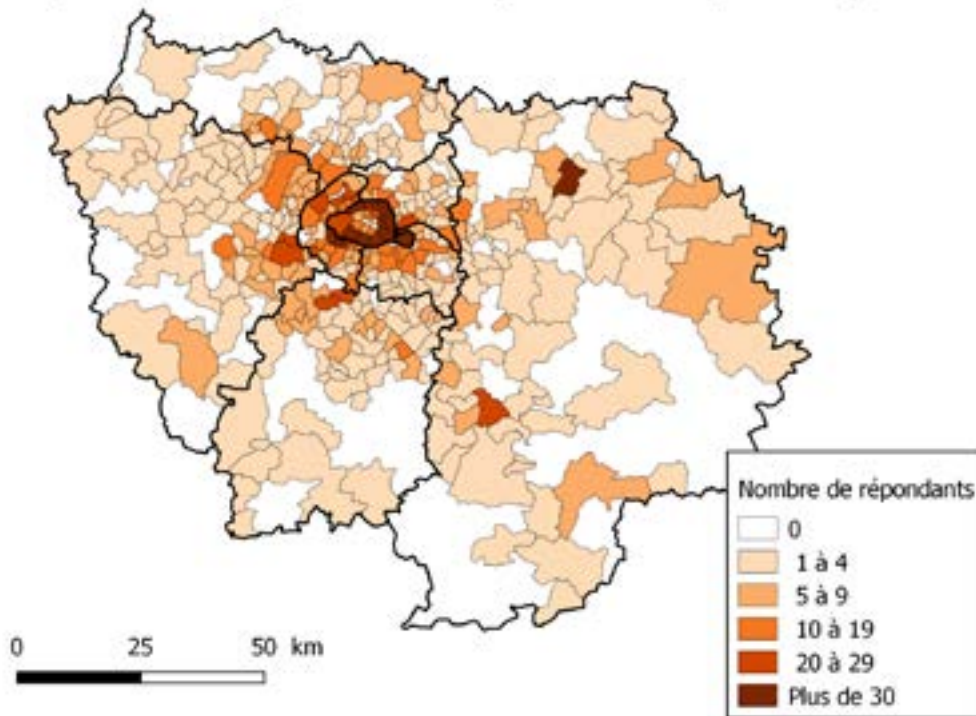 Nombre de répondants
0
1 à 4
5 à 9
10 à 19
20 à 29
Plus de 30
0 25 50 km